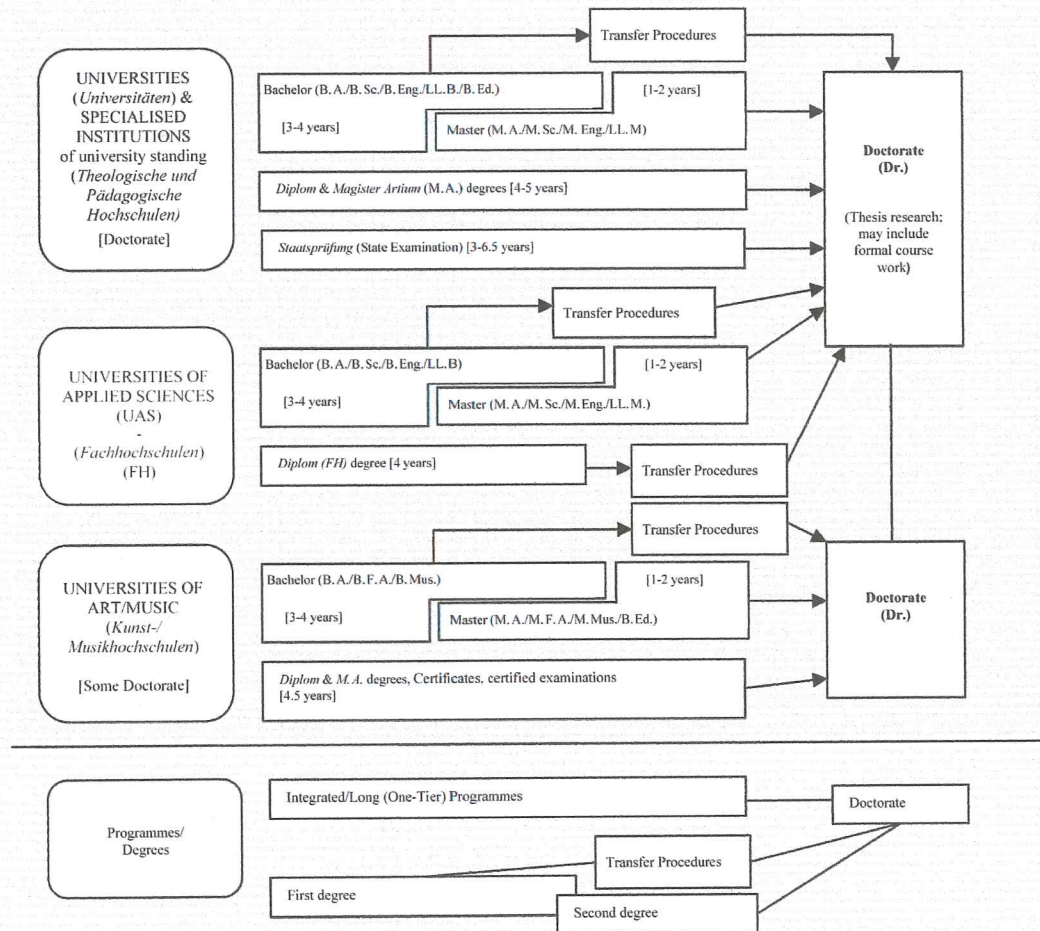 Transfer Procedures
UNIVERSITIES
(Universitäten) &
SPECIALISED
INSTITUTIONS
of university standing
(Theologische und
Pädagogische
Hochschulen)
[Doctorate]
Bachelor (B.A./B.Sc./B.Eng./LL.B./B.Ed.)
[1-2 years]
[3-4 years]
Master (M.A./M.Sc./M.Eng./LL.M)
Diplom & Magister Artium (M.A.) degrees [4-5 years]
Staatsprüfung (State Examination) [3-6.5 years]
Doctorate
(Dr.)
(Thesis research;
may include
formal course
work)
Transfer Procedures
UNIVERSITIES OF
APPLIED SCIENCES
(UAS)
-
(Fachhochschulen)
(FH)
Bachelor (B.A./B.Sc./B.Eng./LL.B)
[1-2 years]
[3-4 years]
Master (M.A./M.Sc./M.Eng./LL.M.)
Diplom (FH) degree [4 years]
Transfer Procedures
Transfer Procedures
UNIVERSITIES OF
ART/MUSIC
(Kunst-/
Musikhochschulen)
[Some Doctorate]
Bachelor (B.A./B.F.A./B.Mus.)
[1-2 years]
[3-4 years]
Master (M.A./M.F.A./M.Mus./B.Ed.)
Diplom & M.A. degrees, Certificates, certified examinations
[4.5 years]
Doctorate
(Dr.)
Programmes/
Degrees
Integrated/Long (One-Tier) Programmes
Doctorate
Transfer Procedures
First degree
Second degree